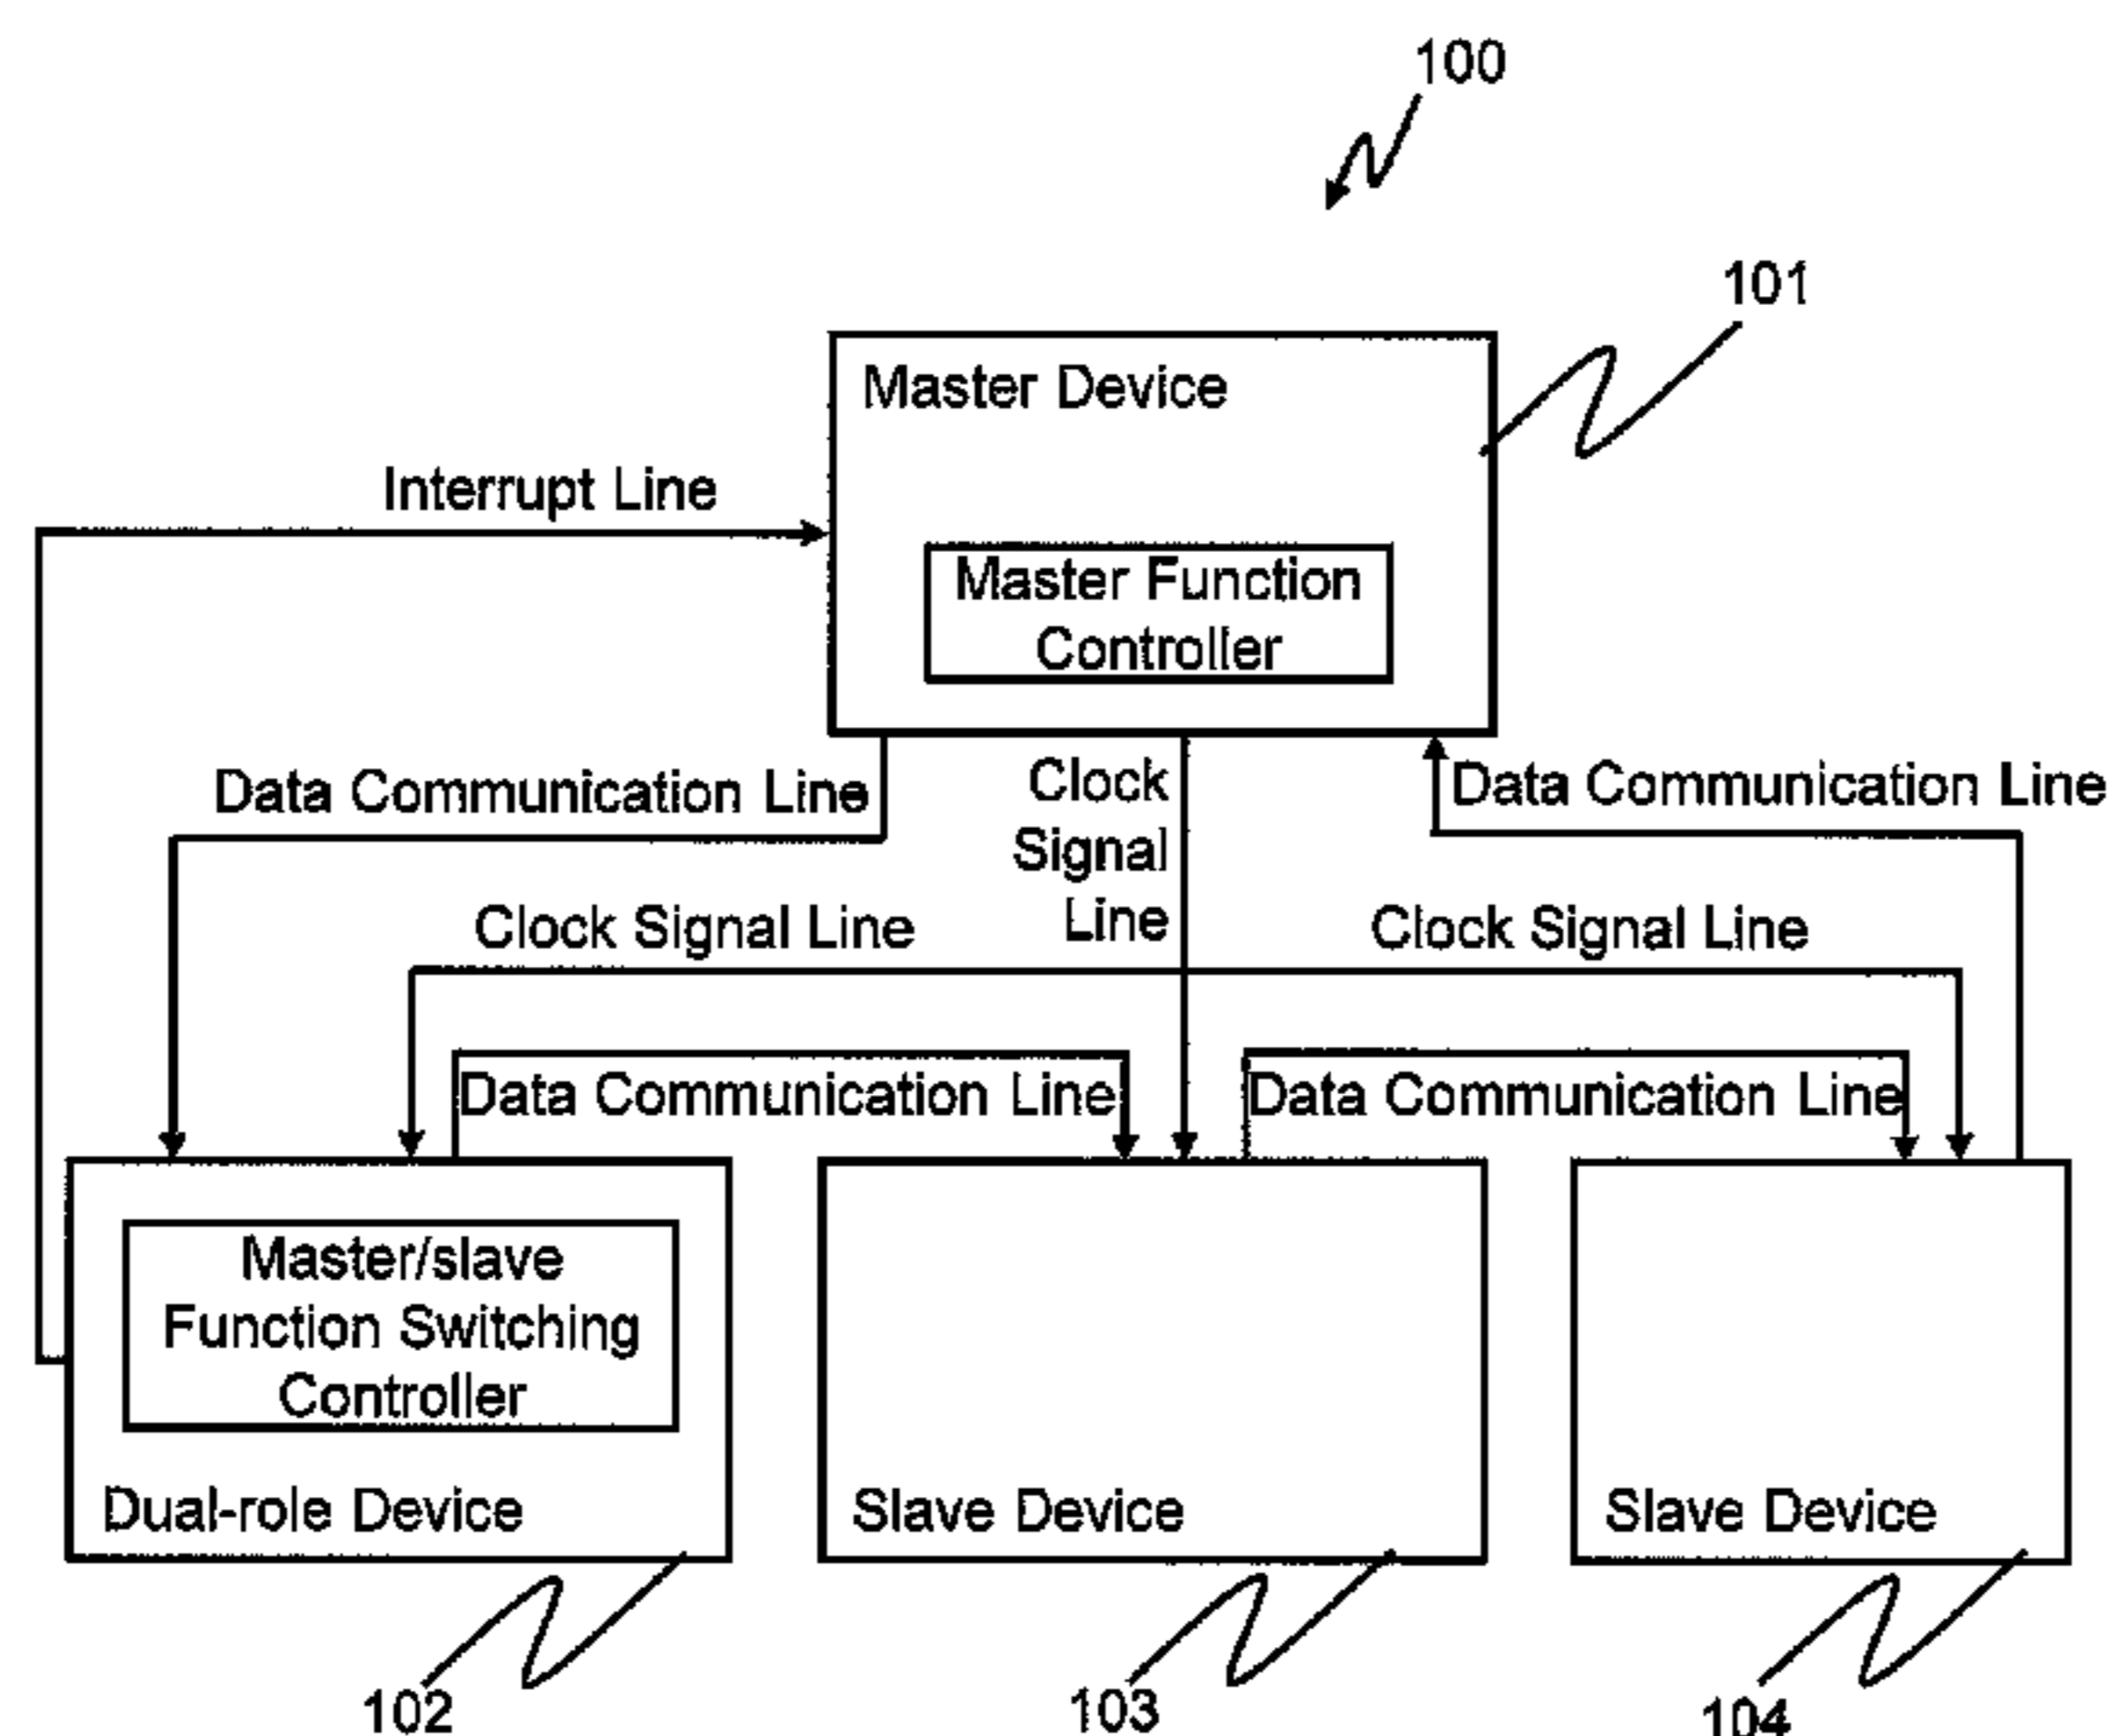 100
101
Master Device
Interrupt Line
Master Function
Controller
Data Communication Line
Clock
Signal
Line
Data Communication Line
Clock Signal Line
Clock Signal Line
Data Communication Line
Data Communication Line
Master/slave
Function Switching
Controller
Dual-role Device
Slave Device
Slave Device
102
103
104